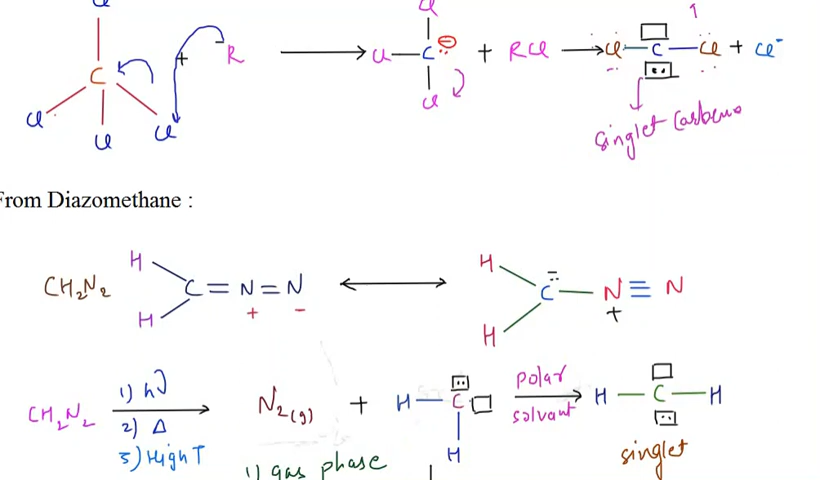 Cl Cl 1
C + R → Cl—C:⊖ + RCl → Cl—C—Cl + Cl⁻
Cl Cl Cl Cl
singlet Carbene
From Diazomethane :
H H
CH2N2 C=N=N ↔ C—N≡N
H + - H +
CH2N2 1) hν N2(g) + H—C polar solvent H—C—H
2) Δ H singlet
3) High T
1) gas phase